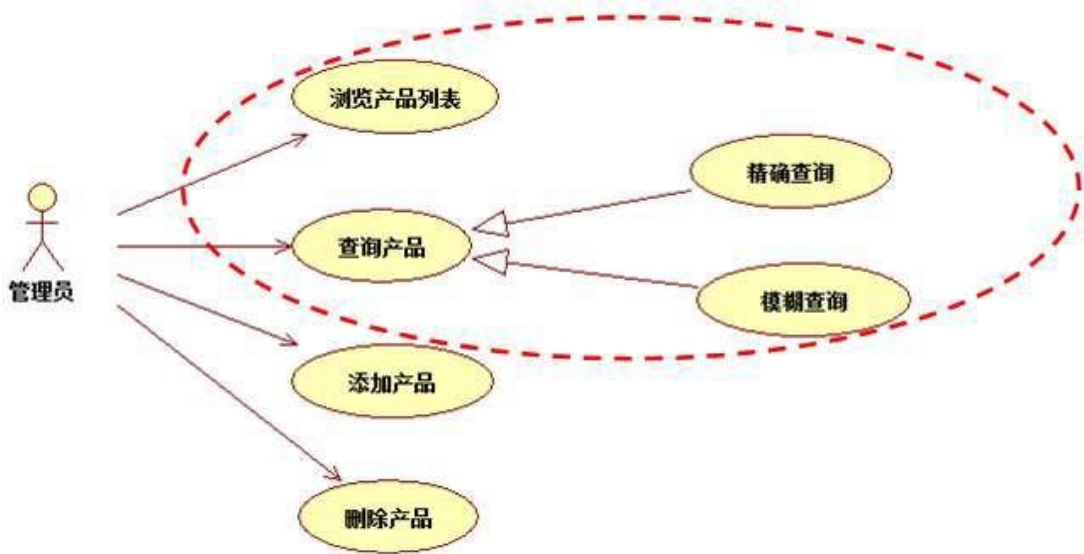 浏览产品列表
精确查询
查询产品
管理员
模糊查询
添加产品
删除产品